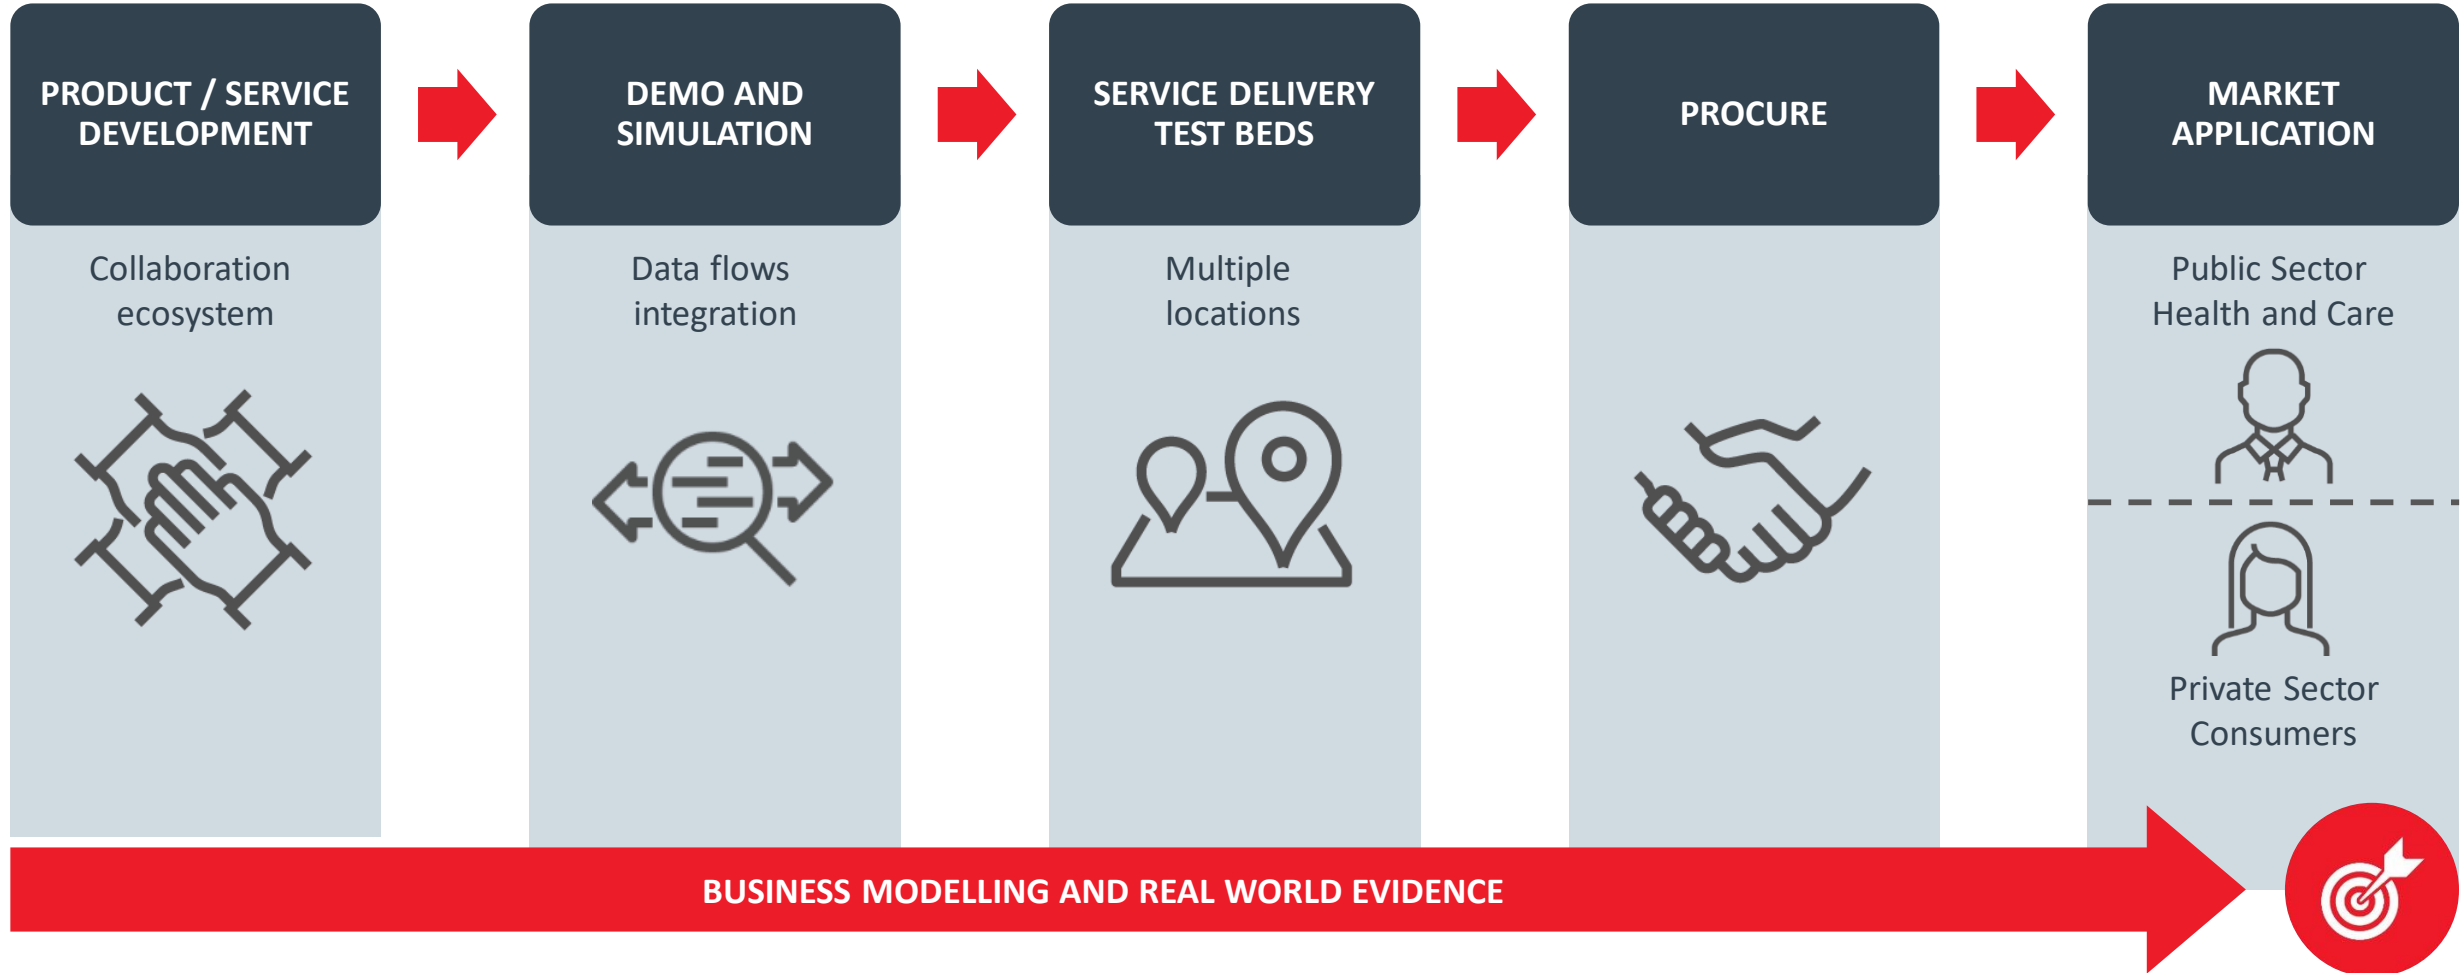 PRODUCT / SERVICE
DEVELOPMENT
DEMO AND
SIMULATION
SERVICE DELIVERY
TEST BEDS
PROCURE
MARKET
APPLICATION
Collaboration
ecosystem
Data flows
integration
Multiple
locations
Public Sector
Health and Care
Private Sector
Consumers
BUSINESS MODELLING AND REAL WORLD EVIDENCE